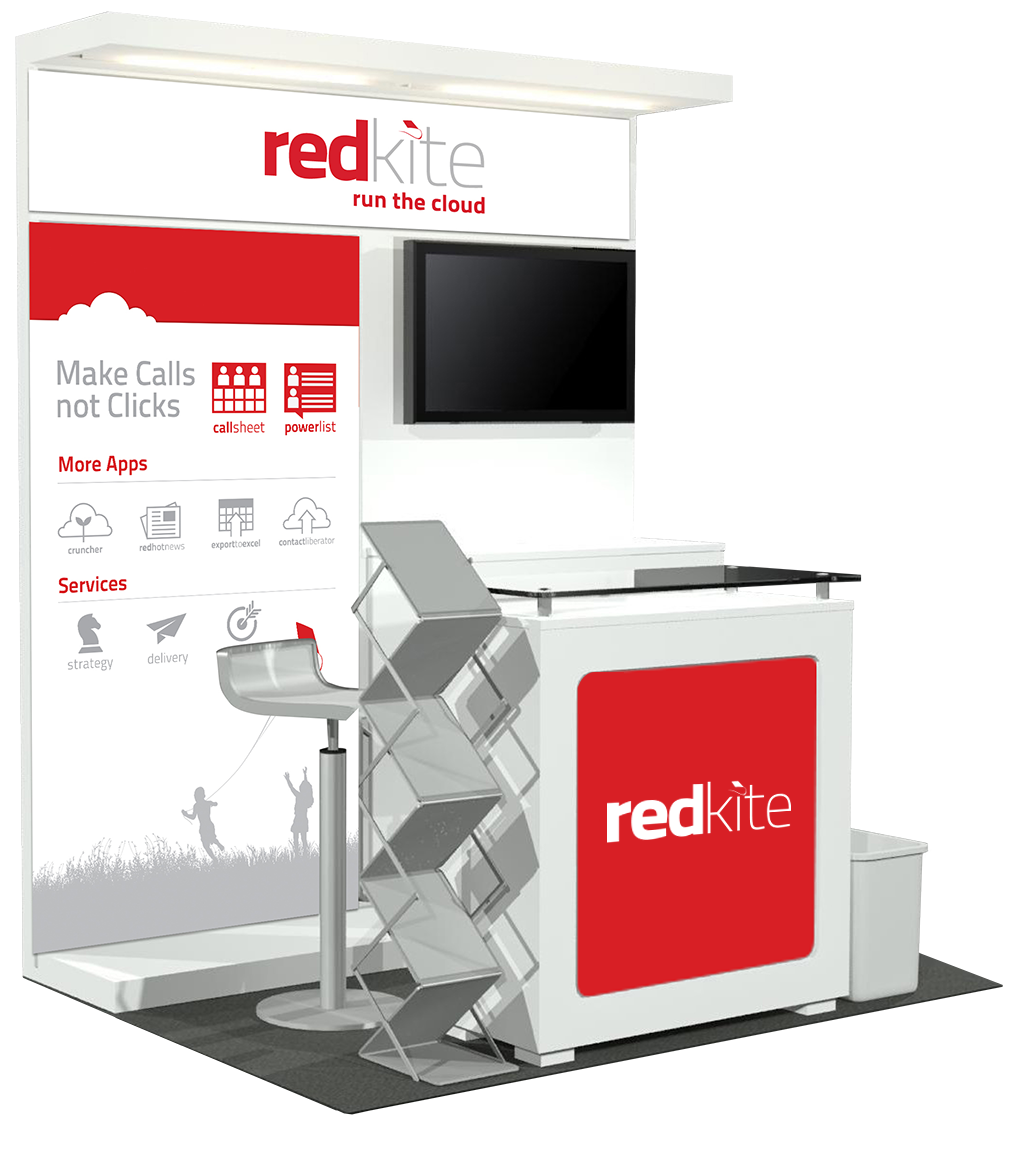 redkite
run the cloud
Make Calls
not Clicks
callsheet
powerlist
More Apps
cruncher
redhotnews
exporttoexcel
contactliberator
Services
strategy
delivery
redkite